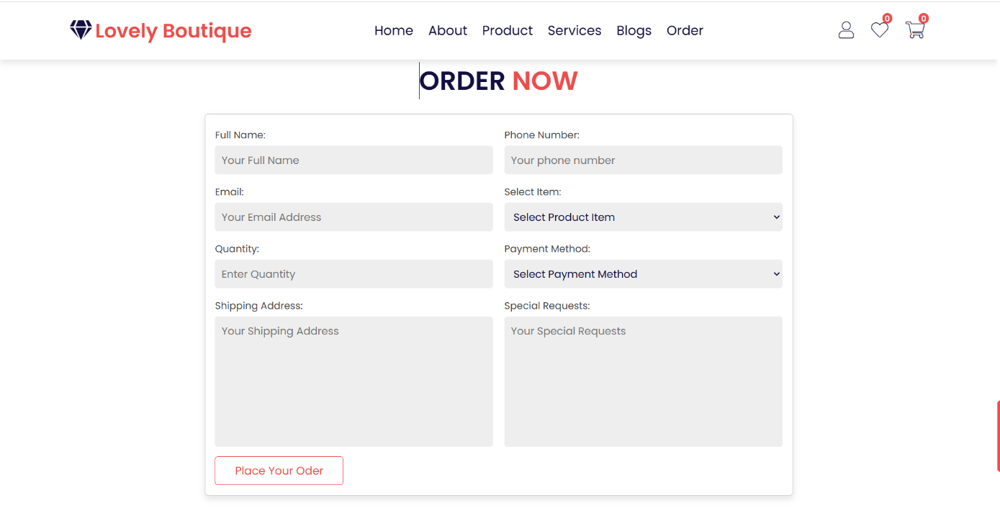 Lovely Boutique
Home About Product Services Blogs Order
0 0
ORDER NOW
Full Name: Phone Number:
Your Full Name Your phone number
Email: Select Item:
Your Email Address Select Product Item
Quantity: Payment Method:
Enter Quantity Select Payment Method
Shipping Address: Special Requests:
Your Shipping Address Your Special Requests
Place Your Oder